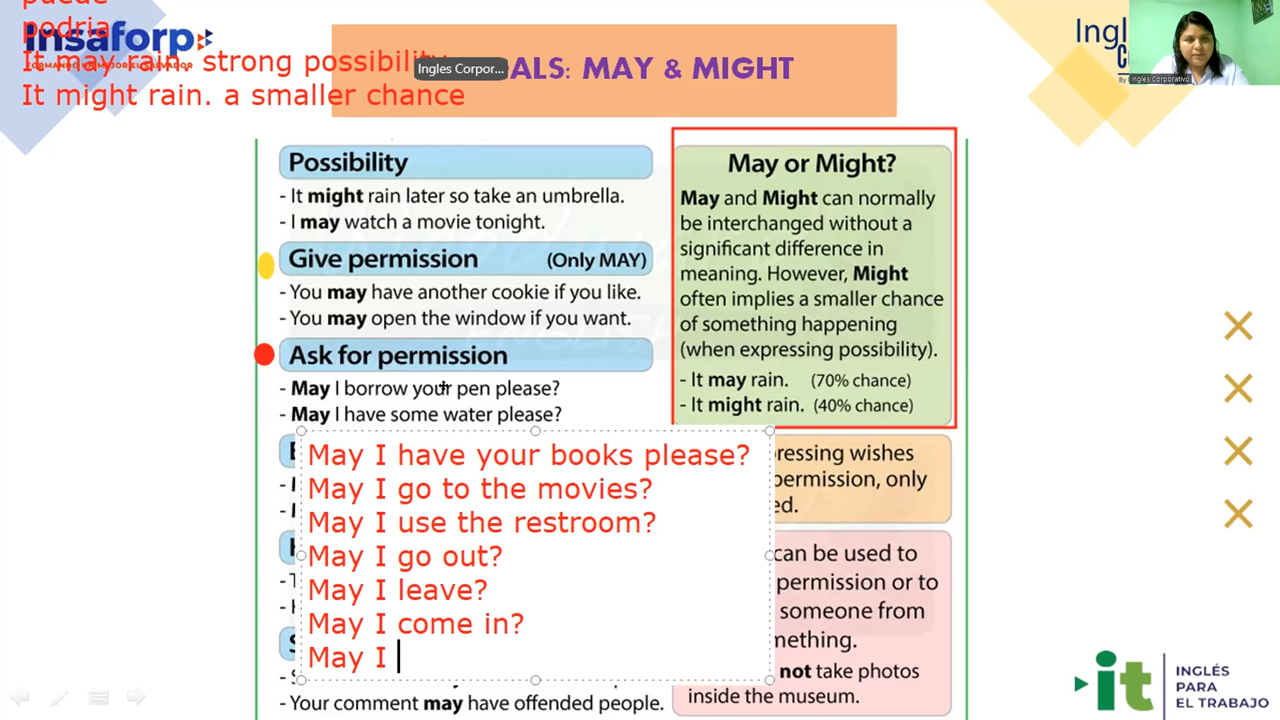 puede
podria
It may rain. strong possibility
It might rain. a smaller chance
insaforp
Ingles Corpor...
ALS: MAY & MIGHT
Ingl
Ingles Corporativo
Possibility
- It might rain later so take an umbrella.
- I may watch a movie tonight.
Give permission (Only MAY)
- You may have another cookie if you like.
- You may open the window if you want.
Ask for permission
- May I borrow your pen please?
- May I have some water please?
May I have your books please?
May I go to the movies?
May I use the restroom?
May I go out?
May I leave?
May I come in?
May I
- Your comment may have offended people.
May or Might?
May and Might can normally
be interchanged without a
significant difference in
meaning. However, Might
often implies a smaller chance
of something happening
(when expressing possibility).
- It may rain. (70% chance)
- It might rain. (40% chance)
ressing wishes
permission, only
ed.
can be used to
permission or to
someone from
mething.
not take photos
inside the museum.
it
INGLÉS
PARA
EL TRABAJO